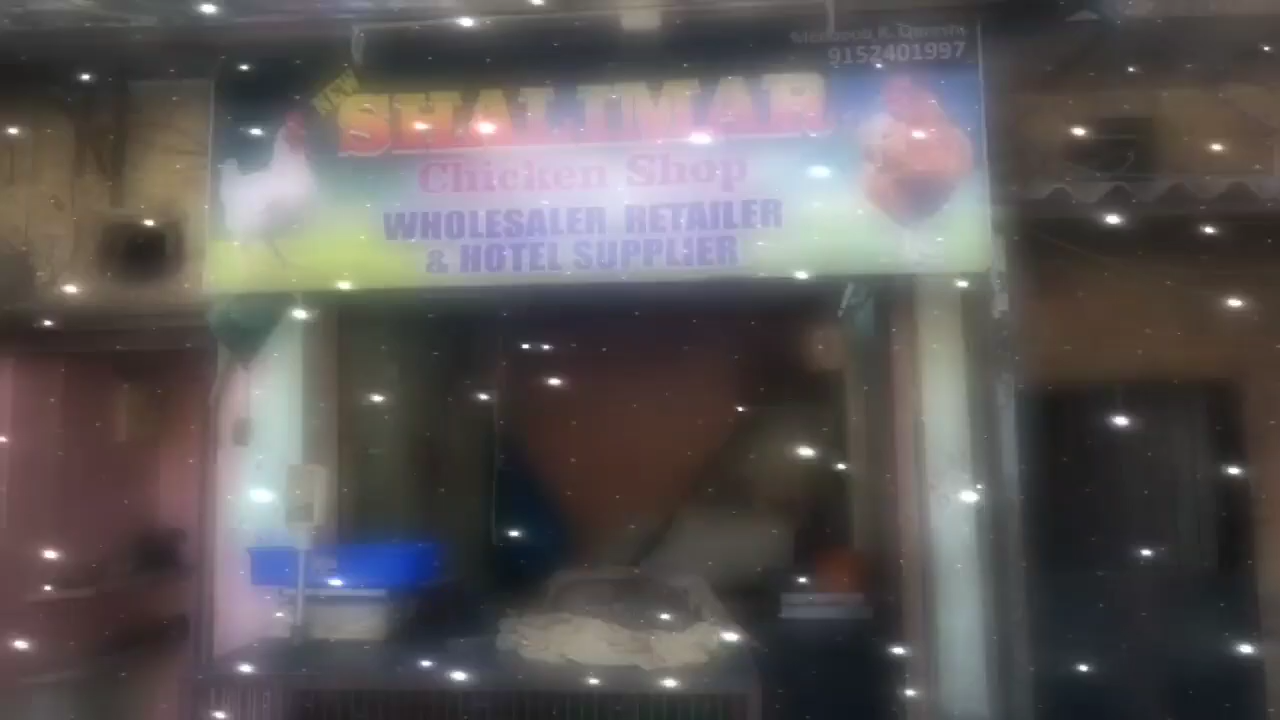 9152401997
NEW
SHALIMAR
Chicken Shop
WHOLESALER RETAILER
& HOTEL SUPPLIER